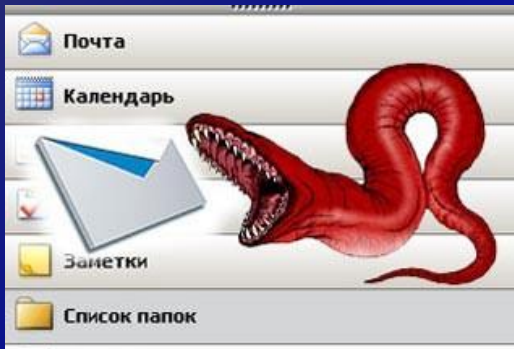 Почта
Календарь
Заметки
Список папок